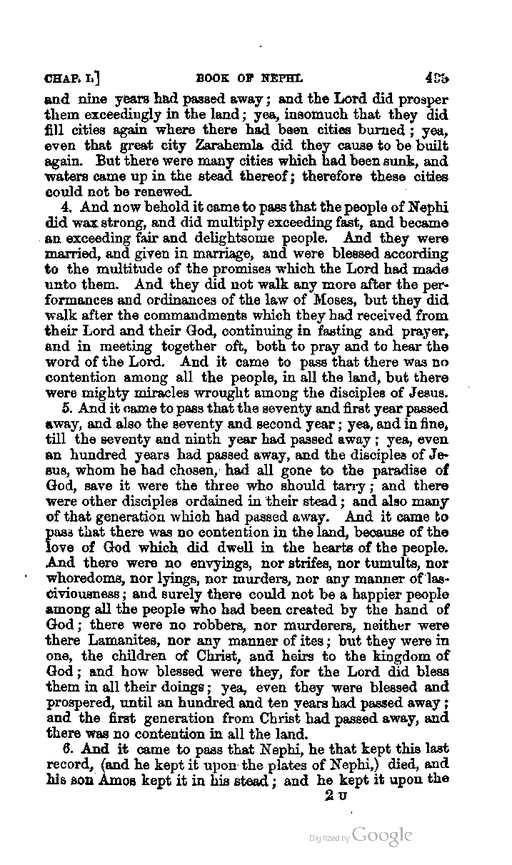 CHAP. I.] BOOK OF NEPHI. 495
and nine years had passed away; and the Lord did prosper
them exceedingly in the land; yea, insomuch that they did
fill cities again where there had been cities burned; yea,
even that great city Zarahemla did they cause to be built
again. But there were many cities which had been sunk, and
waters came up in the stead thereof; therefore these cities
could not be renewed.
4. And now behold it came to pass that the people of Nephi
did wax strong, and did multiply exceeding fast, and became
an exceeding fair and delightsome people. And they were
married, and given in marriage, and were blessed according
to the multitude of the promises which the Lord had made
unto them. And they did not walk any more after the per-
formances and ordinances of the law of Moses, but they did
walk after the commandments which they had received from
their Lord and their God, continuing in fasting and prayer,
and in meeting together oft, both to pray and to hear the
word of the Lord. And it came to pass that there was no
contention among all the people, in all the land, but there
were mighty miracles wrought among the disciples of Jesus.
5. And it came to pass that the seventy and first year passed
away, and also the seventy and second year; yea, and in fine,
till the seventy and ninth year had passed away; yea, even
an hundred years had passed away, and the disciples of Je-
sus, whom he had chosen, had all gone to the paradise of
God, save it were the three who should tarry; and there
were other disciples ordained in their stead; and also many
of that generation which had passed away. And it came to
pass that there was no contention in the land, because of the
love of God which did dwell in the hearts of the people.
And there were no envyings, nor strifes, nor tumults, nor
whoredoms, nor lyings, nor murders, nor any manner of las-
civiousness; and surely there could not be a happier people
among all the people who had been created by the hand of
God; there were no robbers, nor murderers, neither were
there Lamanites, nor any manner of ites; but they were in
one, the children of Christ, and heirs to the kingdom of
God; and how blessed were they, for the Lord did bless
them in all their doings; yea, even they were blessed and
prospered, until an hundred and ten years had passed away;
and the first generation from Christ had passed away, and
there was no contention in all the land.
6. And it came to pass that Nephi, he that kept this last
record, (and he kept it upon the plates of Nephi,) died, and
his son Amos kept it in his stead; and he kept it upon the
2 U
Digitized by Google